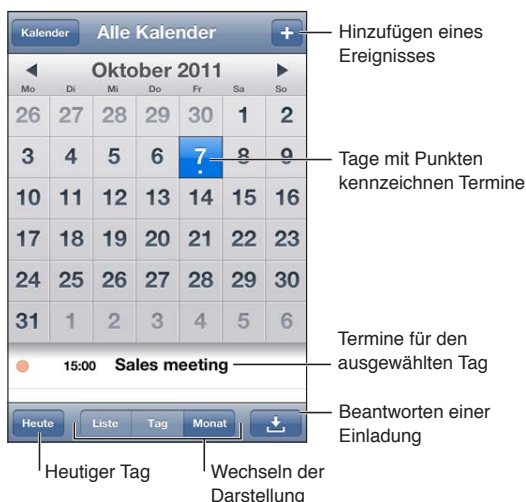 Kalender Alle Kalender +
Hinzufügen eines
Ereignisses
Oktober 2011
Mo Di Mi Do Fr Sa So
26 27 28 29 30 1 2
3 4 5 6 7 8 9
Tage mit Punkten
kennzeichnen Termine
10 11 12 13 14 15 16
17 18 19 20 21 22 23
24 25 26 27 28 29 30
31 1 2 3 4 5 6
15:00 Sales meeting
Termine für den
ausgewählten Tag
Heute Liste Tag Monat
Beantworten einer
Einladung
Heutiger Tag
Wechseln der
Darstellung